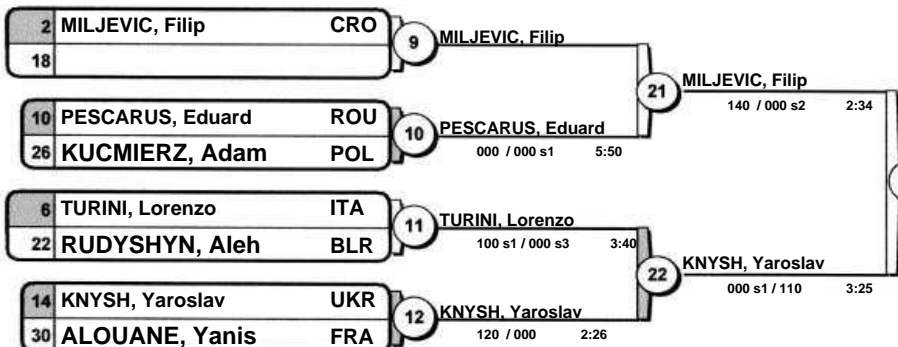 2 MILJEVIC, Filip CRO
18
9
MILJEVIC, Filip
10 PESCARUS, Eduard ROU
26 KUCMIERZ, Adam POL
10
PESCARUS, Eduard
000 / 000 s1 5:50
21
MILJEVIC, Filip
140 / 000 s2 2:34
6 TURINI, Lorenzo ITA
22 RUDYSHYN, Aleh BLR
11
TURINI, Lorenzo
100 s1 / 000 s3 3:40
14 KNYSH, Yaroslav UKR
30 ALOUANE, Yanis FRA
12
KNYSH, Yaroslav
120 / 000 2:26
22
KNYSH, Yaroslav
000 s1 / 110 3:25